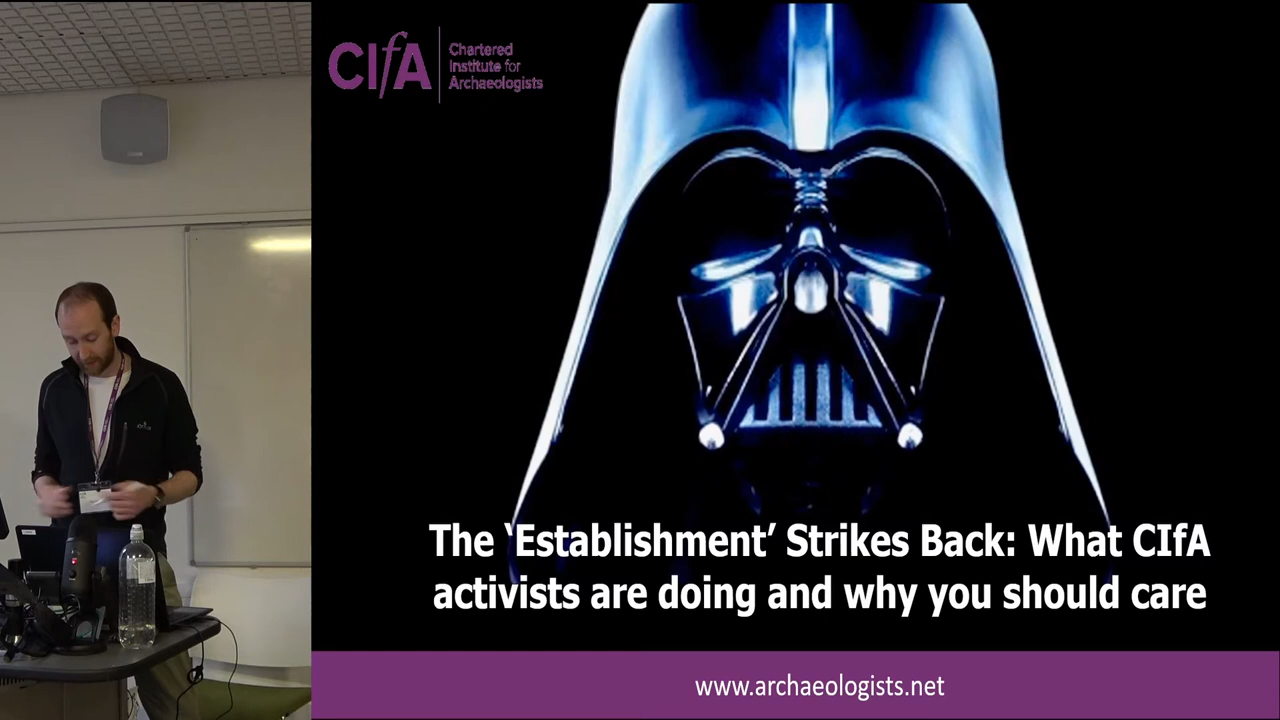 CIfA
Chartered
Institute for
Archaeologists
The ‘Establishment’ Strikes Back: What CIfA
activists are doing and why you should care
www.archaeologists.net